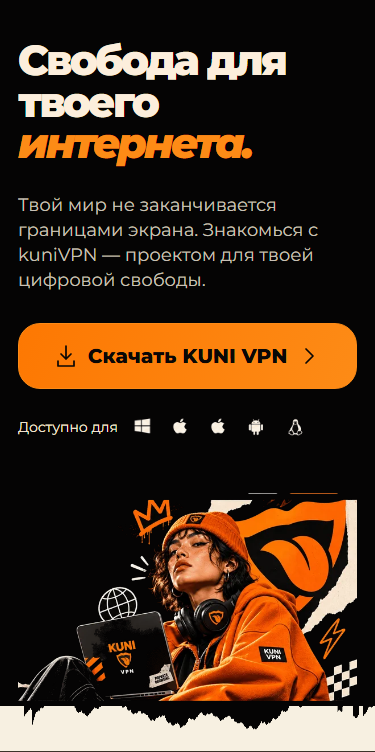 Свобода для
твоего
интернета.
Твой мир не заканчивается
границами экрана. Знакомься с
kuniVPN — проектом для твоей
цифровой свободы.
Скачать KUNI VPN
Доступно для
KUNI
VPN
KUNI
VPN